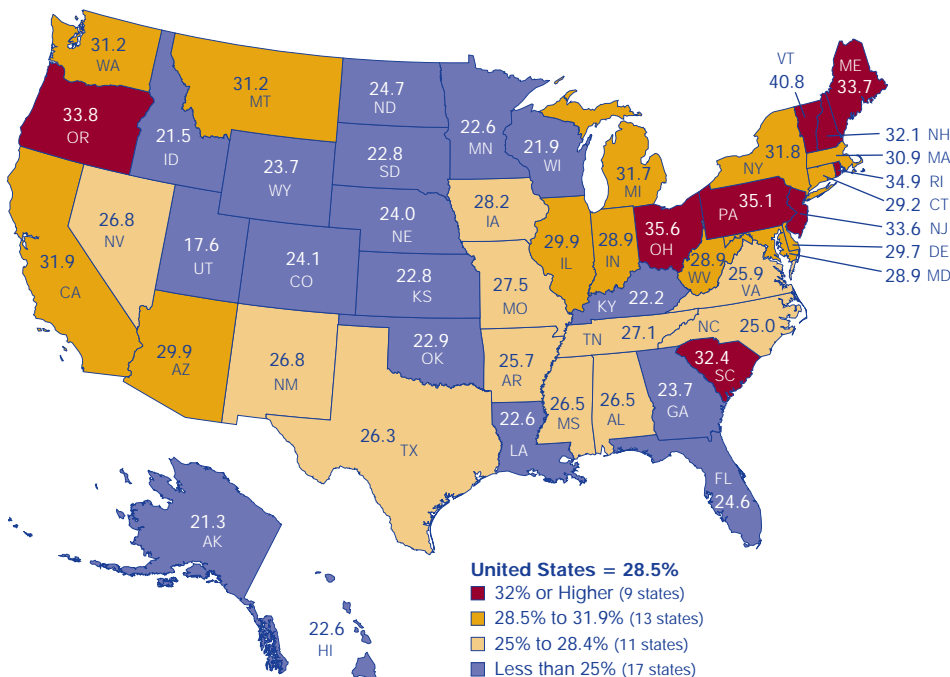 31.2
WA
31.2
MT
24.7
ND
22.6
MN
VT
40.8
ME
33.7
33.8
OR
21.5
ID
23.7
WY
22.8
SD
21.9
WI
31.7
MI
31.8
NY
32.1 NH
30.9 MA
34.9 RI
29.2 CT
33.6 NJ
29.7 DE
28.9 MD
26.8
NV
17.6
UT
24.1
CO
24.0
NE
28.2
IA
29.9
IL
28.9
IN
35.6
OH
PA 35.1
28.9
WV
25.9
VA
31.9
CA
22.8
KS
27.5
MO
KY 22.2
29.9
AZ
26.8
NM
22.9
OK
25.7
AR
TN 27.1
NC 25.0
32.4
SC
26.3 TX
22.6
LA
26.5
MS
26.5
AL
23.7
GA
FL
24.6
21.3
AK
22.6
HI
United States = 28.5%
32% or Higher (9 states)
28.5% to 31.9% (13 states)
25% to 28.4% (11 states)
Less than 25% (17 states)